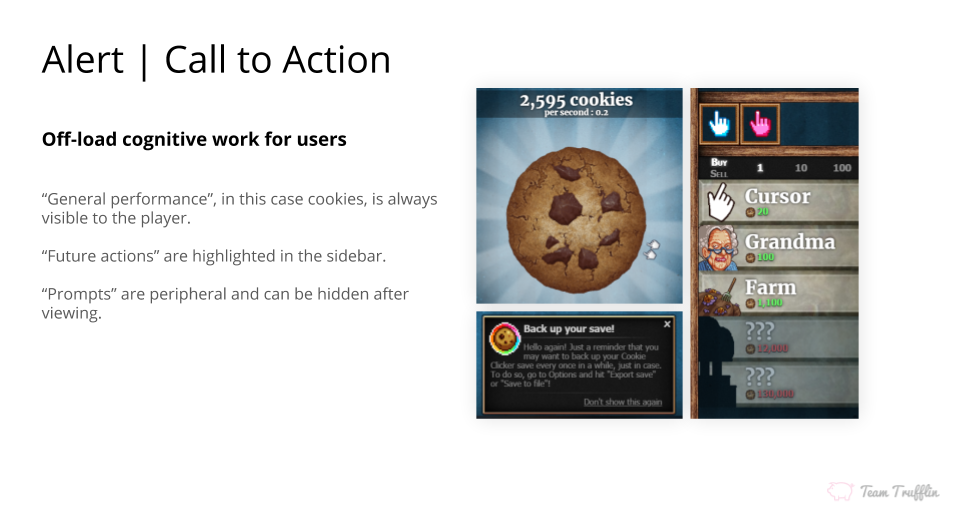 Alert | Call to Action
Off-load cognitive work for users
“General performance”, in this case cookies, is always
visible to the player.
“Future actions” are highlighted in the sidebar.
“Prompts” are peripheral and can be hidden after
viewing.
2,595 cookies
per second : 0.2
Back up your save!
x
Hello again! Just a reminder that you
may want to back up your Cookie
Clicker save every once in a while, just in case.
To do so, go to Options and hit "Export save"
or "Save to file"!
Don't show this again
Buy
Sell
1 10 100
Cursor
Grandma
100
Farm
1,100
???
???
Team Trufflin